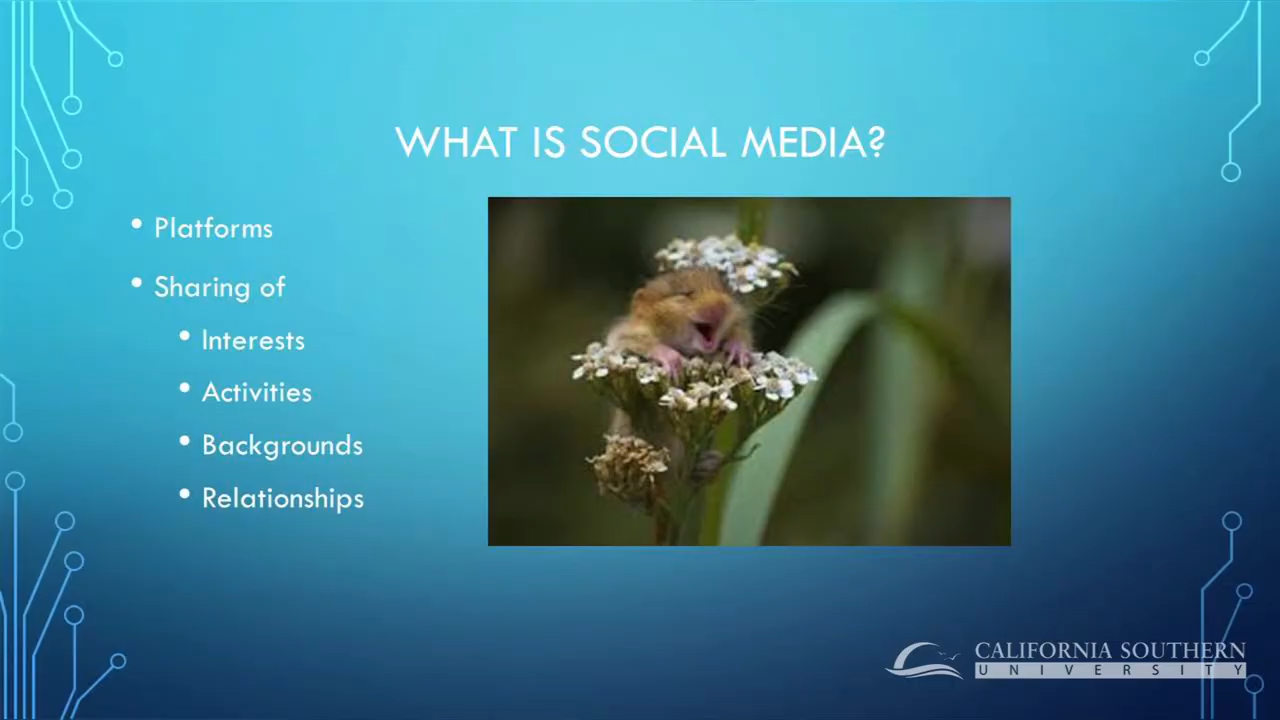 WHAT IS SOCIAL MEDIA?
• Platforms
• Sharing of
• Interests
• Activities
• Backgrounds
• Relationships
CALIFORNIA SOUTHERN
UNIVERSITY